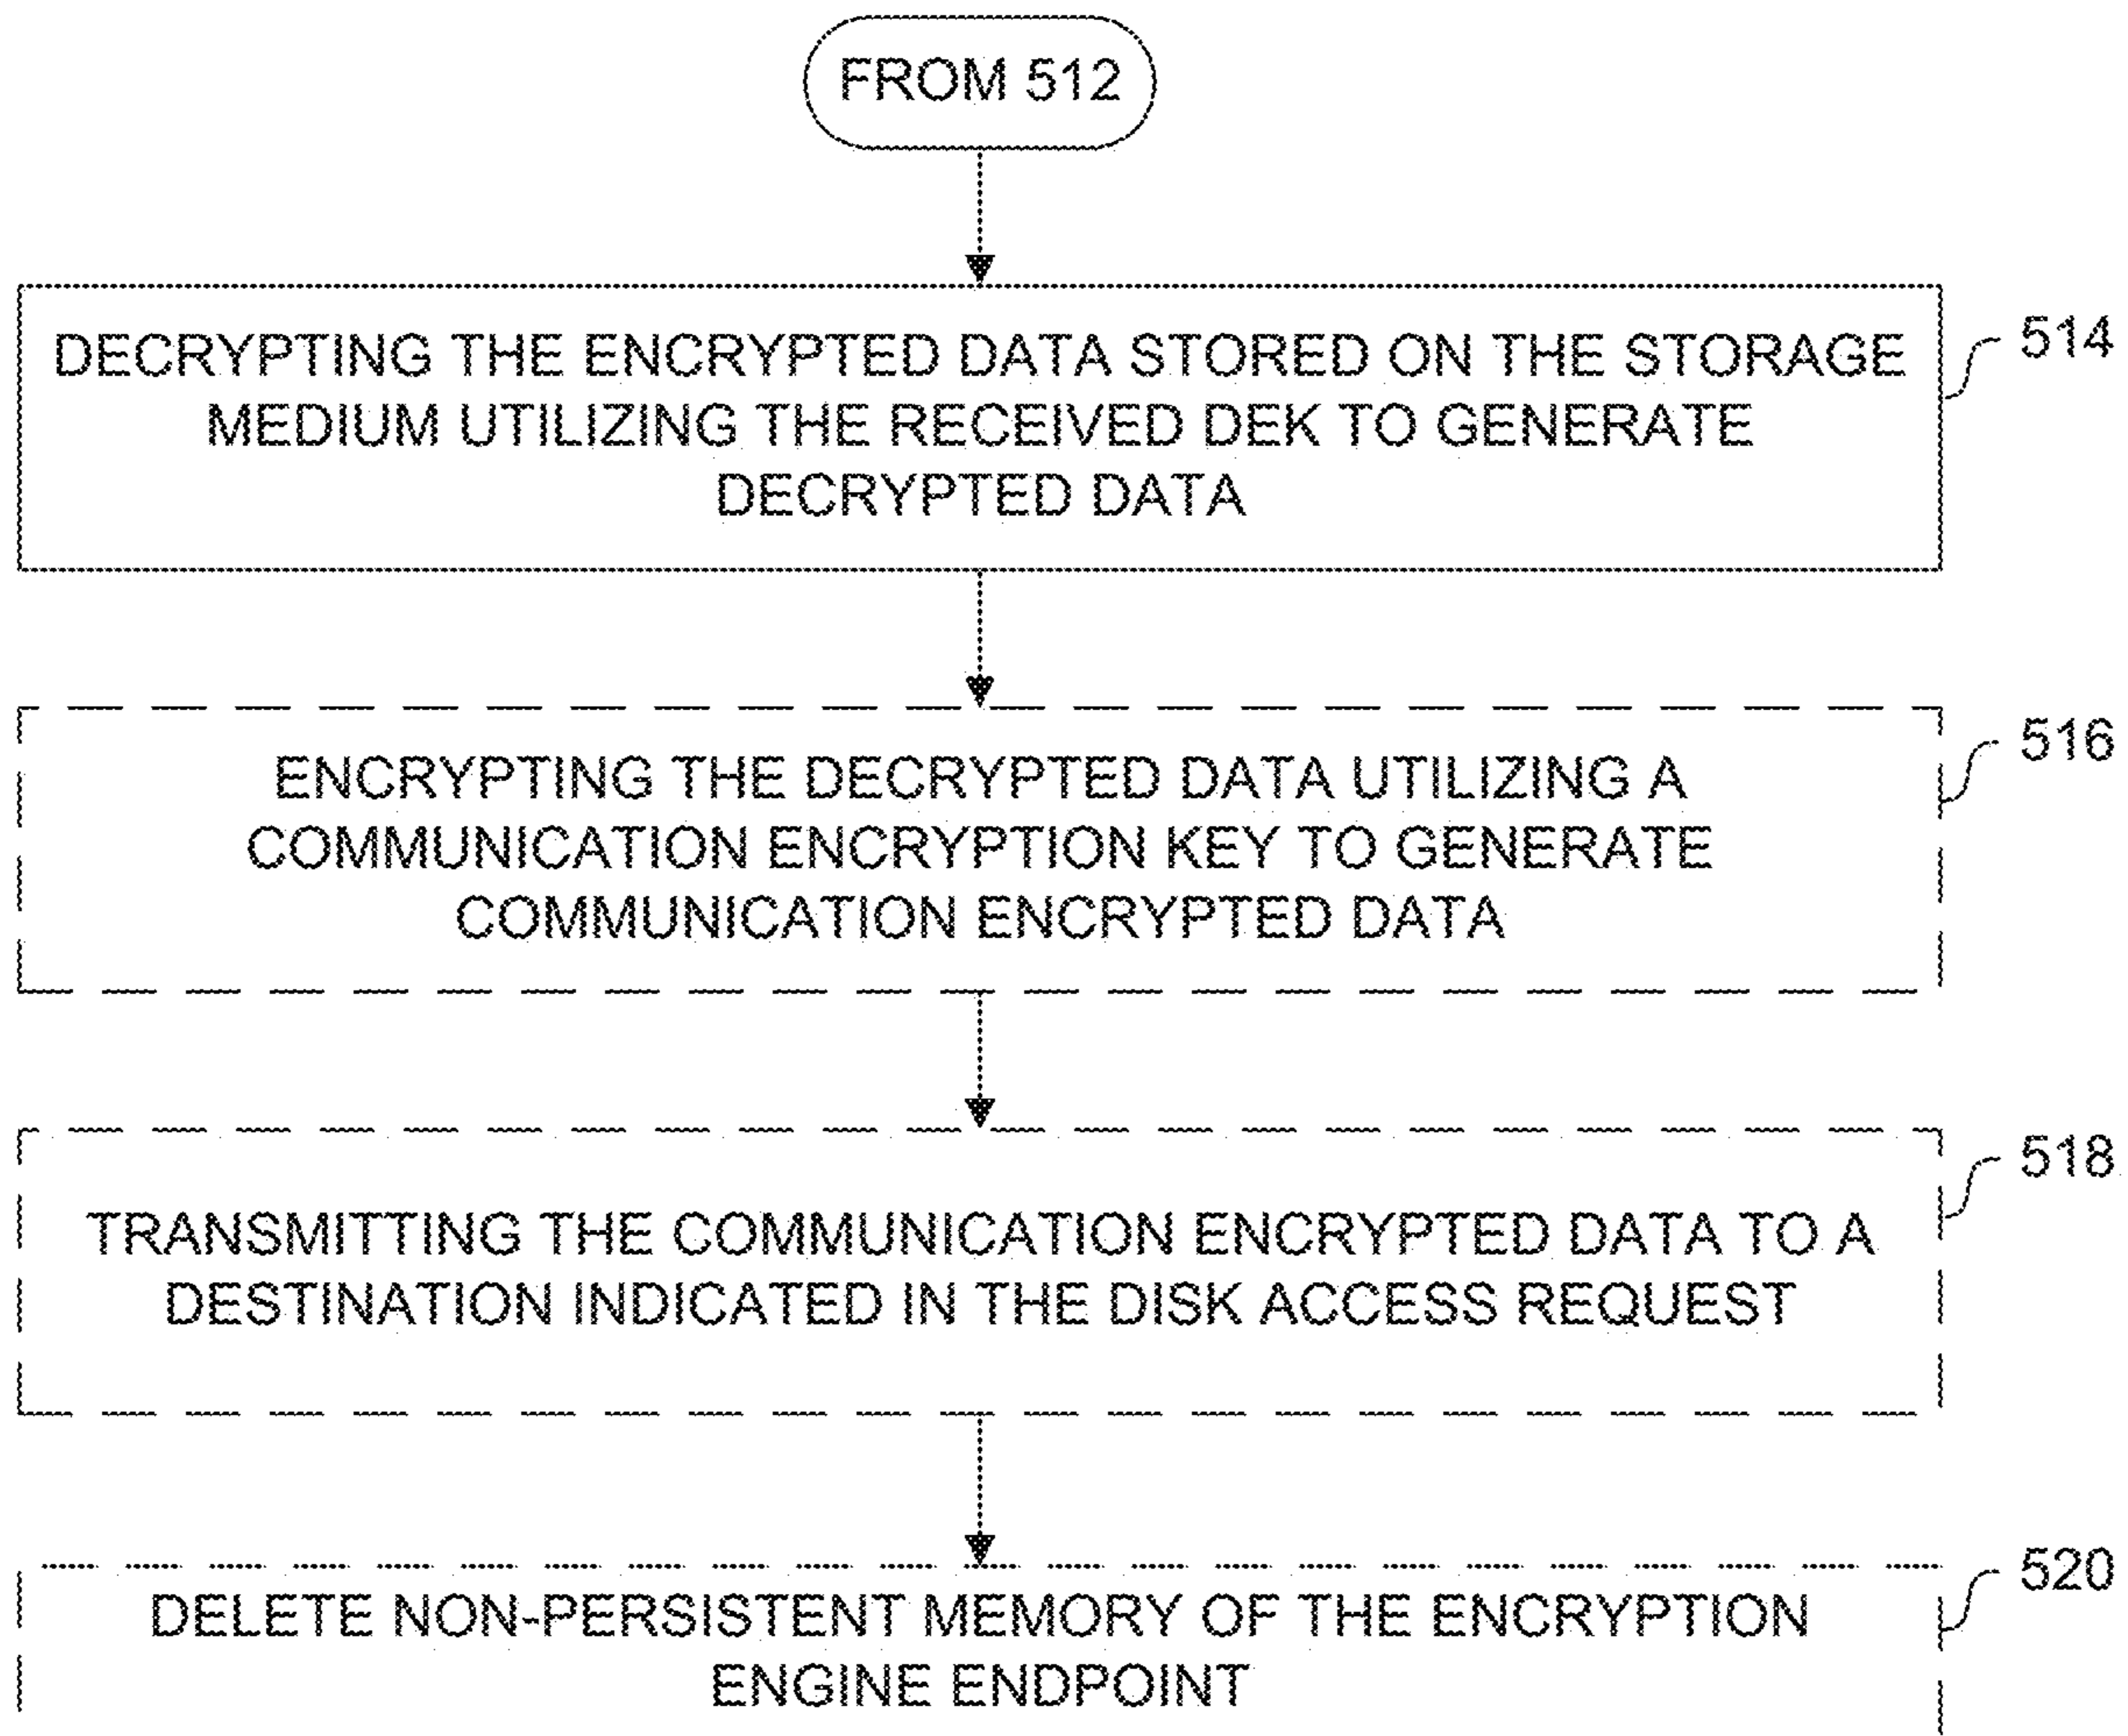 FROM 512
DECRYPTING THE ENCRYPTED DATA STORED ON THE STORAGE
MEDIUM UTILIZING THE RECEIVED DEK TO GENERATE
DECRYPTED DATA
514
ENCRYPTING THE DECRYPTED DATA UTILIZING A
COMMUNICATION ENCRYPTION KEY TO GENERATE
COMMUNICATION ENCRYPTED DATA
516
TRANSMITTING THE COMMUNICATION ENCRYPTED DATA TO A
DESTINATION INDICATED IN THE DISK ACCESS REQUEST
518
DELETE NON-PERSISTENT MEMORY OF THE ENCRYPTION
ENGINE ENDPOINT
520